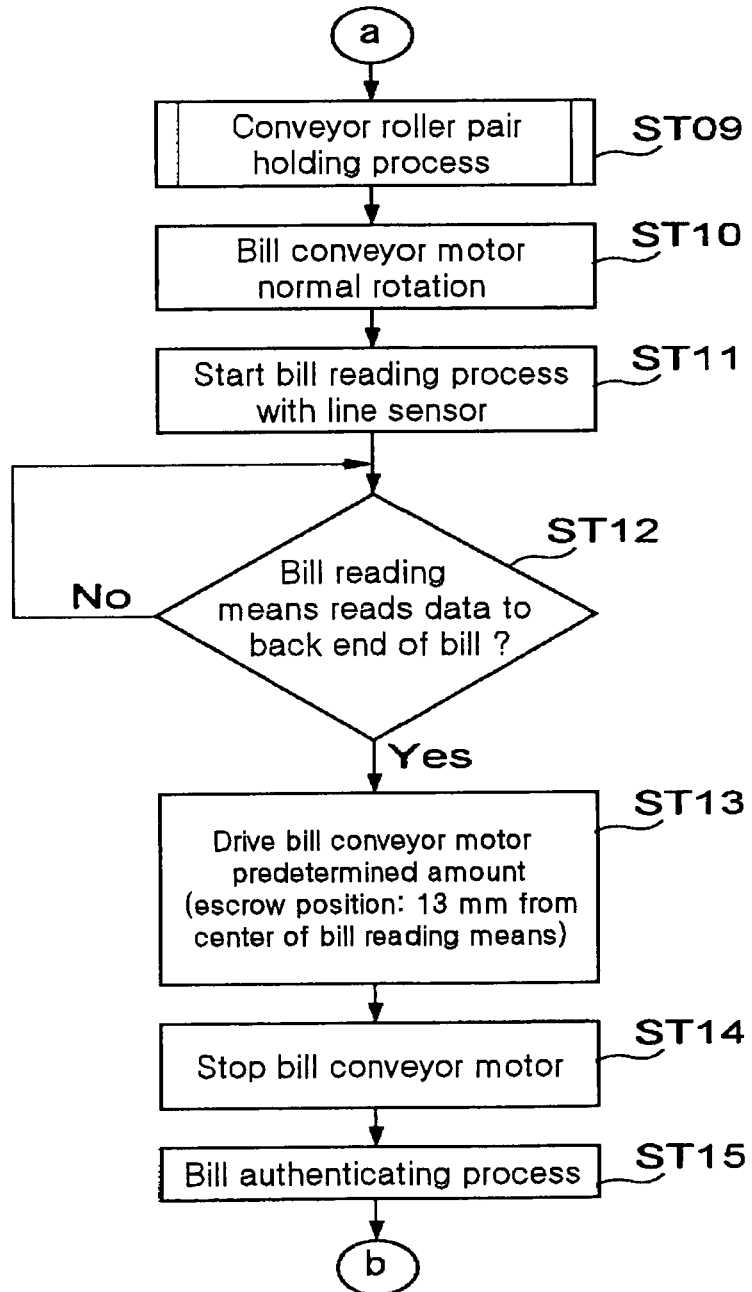 a
Conveyor roller pair
holding process
ST09
Bill conveyor motor
normal rotation
ST10
Start bill reading process
with line sensor
ST11
ST12
Bill reading
means reads data to
back end of bill ?
No
Yes
ST13
Drive bill conveyor motor
predetermined amount
(escrow position: 13 mm from
center of bill reading means)
ST14
Stop bill conveyor motor
ST15
Bill authenticating process
b